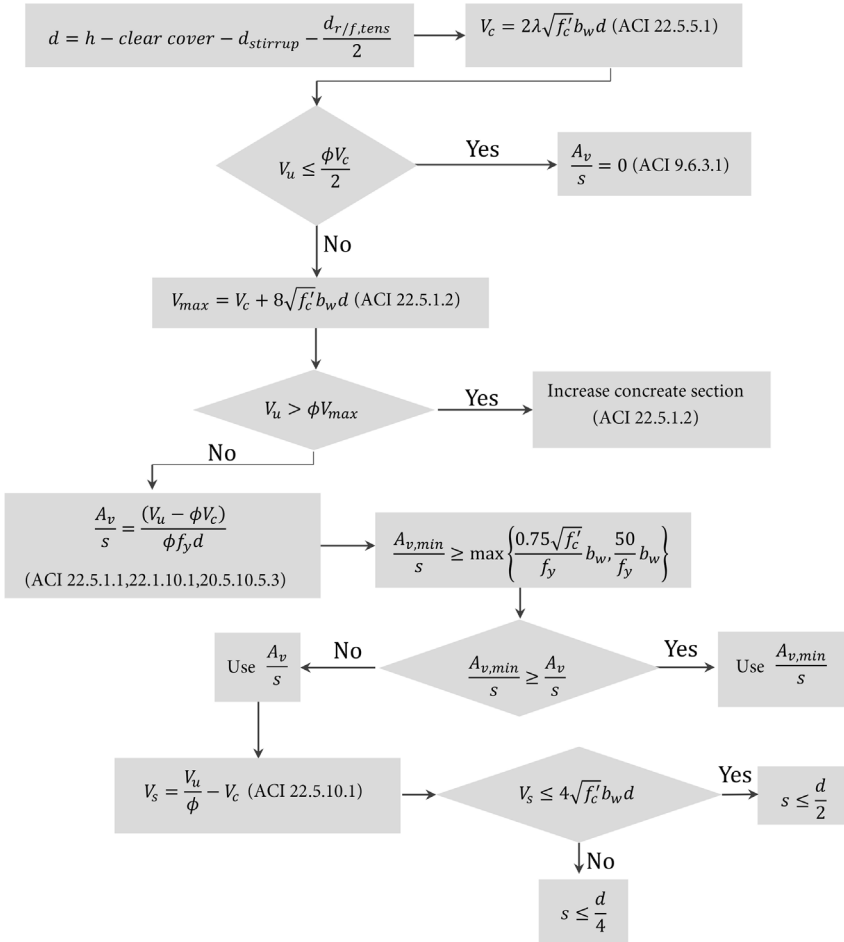 d = h − clear cover − d_stirrup − d_r/f,tens/2
V_c = 2λ√f_c′ b_w d (ACI 22.5.5.1)
V_u ≤ ϕV_c/2
Yes
A_v/s = 0 (ACI 9.6.3.1)
No
V_max = V_c + 8√f_c′ b_w d (ACI 22.5.1.2)
V_u > ϕV_max
Yes
Increase concreate section
(ACI 22.5.1.2)
No
A_v/s = (V_u − ϕV_c)/ϕf_y d
(ACI 22.5.1.1,22.1.10.1,20.5.10.5.3)
A_v,min/s ≥ max{0.75√f_c′/f_y b_w, 50/f_y b_w}
Use A_v/s
No
A_v,min/s ≥ A_v/s
Yes
Use A_v,min/s
V_s = V_u/ϕ − V_c (ACI 22.5.10.1)
V_s ≤ 4√f_c′ b_w d
Yes
s ≤ d/2
No
s ≤ d/4